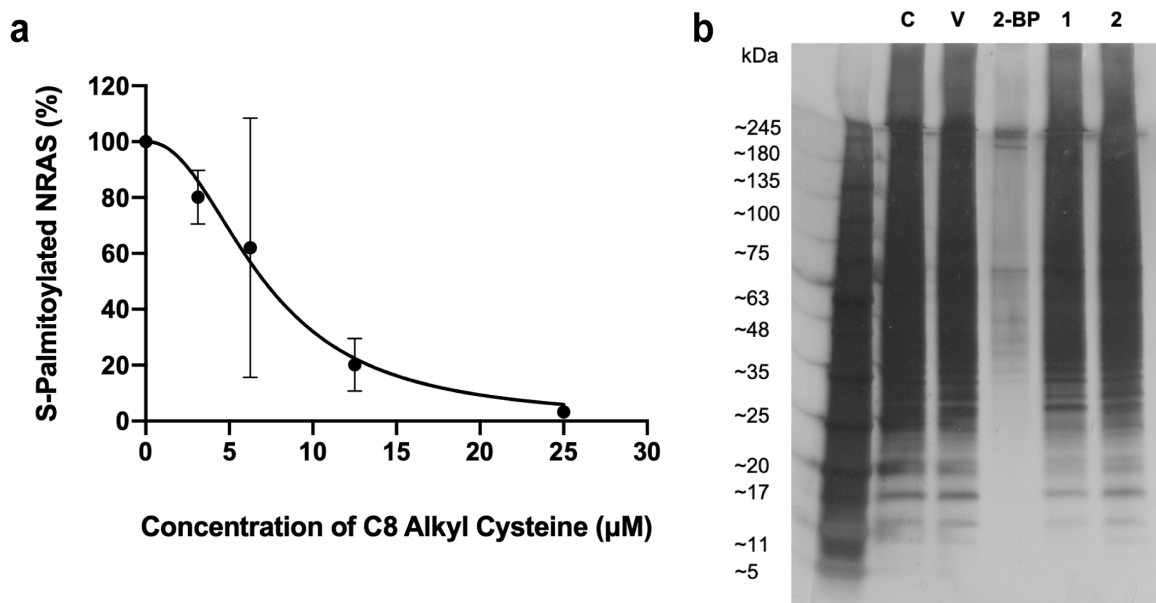 a
S-Palmitoylated NRAS (%)
120
100
80
60
40
20
0
0 5 10 15 20 25 30
Concentration of C8 Alkyl Cysteine (µM)
b
C V 2-BP 1 2
kDa
~245
~180
~135
~100
~75
~63
~48
~35
~25
~20
~17
~11
~5